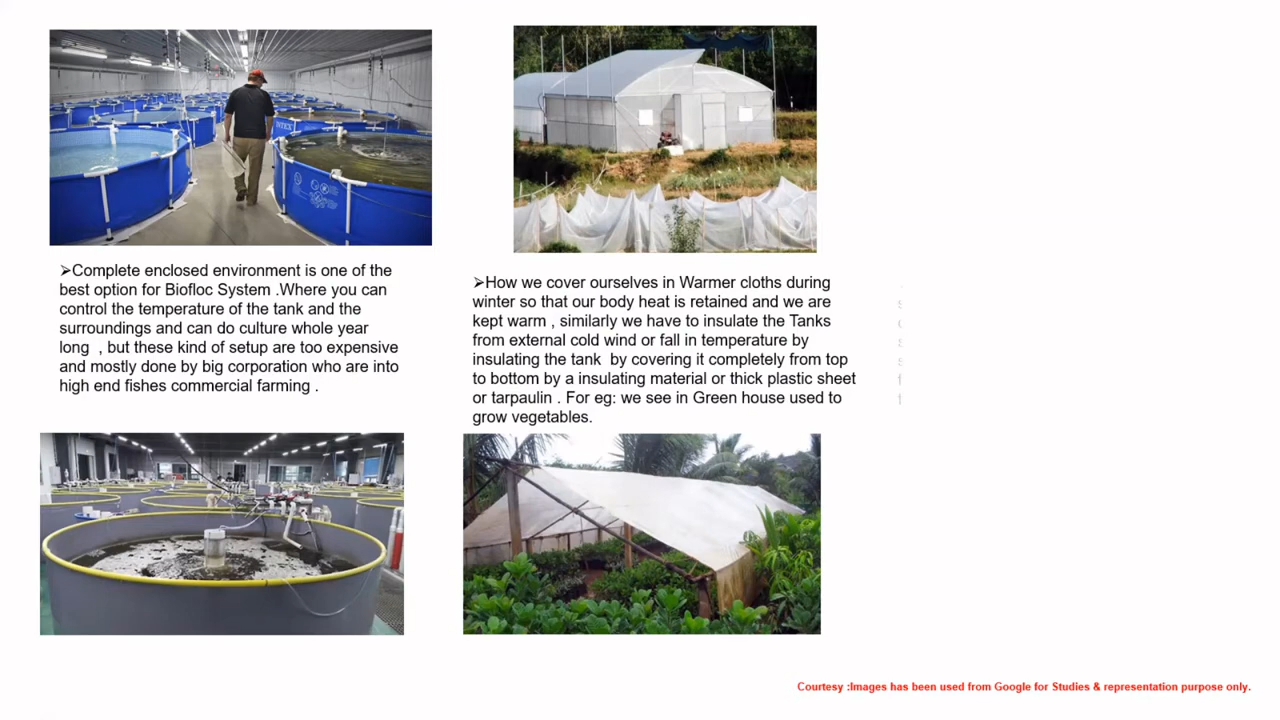 INTEX
➢Complete enclosed environment is one of the
best option for Biofloc System .Where you can
control the temperature of the tank and the
surroundings and can do culture whole year
long , but these kind of setup are too expensive
and mostly done by big corporation who are into
high end fishes commercial farming .
➢How we cover ourselves in Warmer cloths during
winter so that our body heat is retained and we are
kept warm , similarly we have to insulate the Tanks
from external cold wind or fall in temperature by
insulating the tank by covering it completely from top
to bottom by a insulating material or thick plastic sheet
or tarpaulin . For eg: we see in Green house used to
grow vegetables.
Courtesy :Images has been used from Google for Studies & representation purpose only.